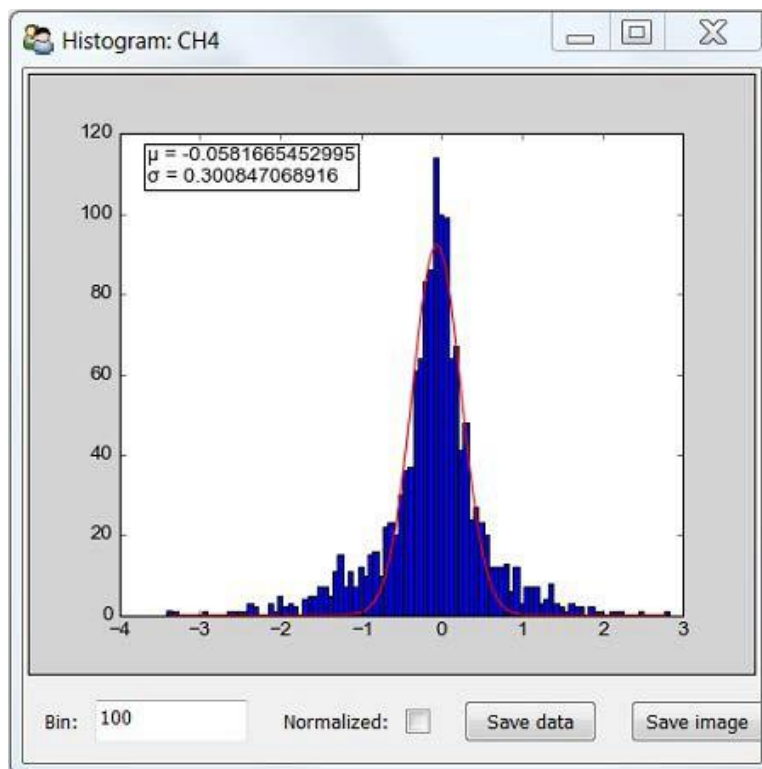 Histogram: CH4
μ = -0.0581665452995
σ = 0.300847068916
120
100
80
60
40
20
0
−4 −3 −2 −1 0 1 2 3
Bin: 100 Normalized: Save data Save image